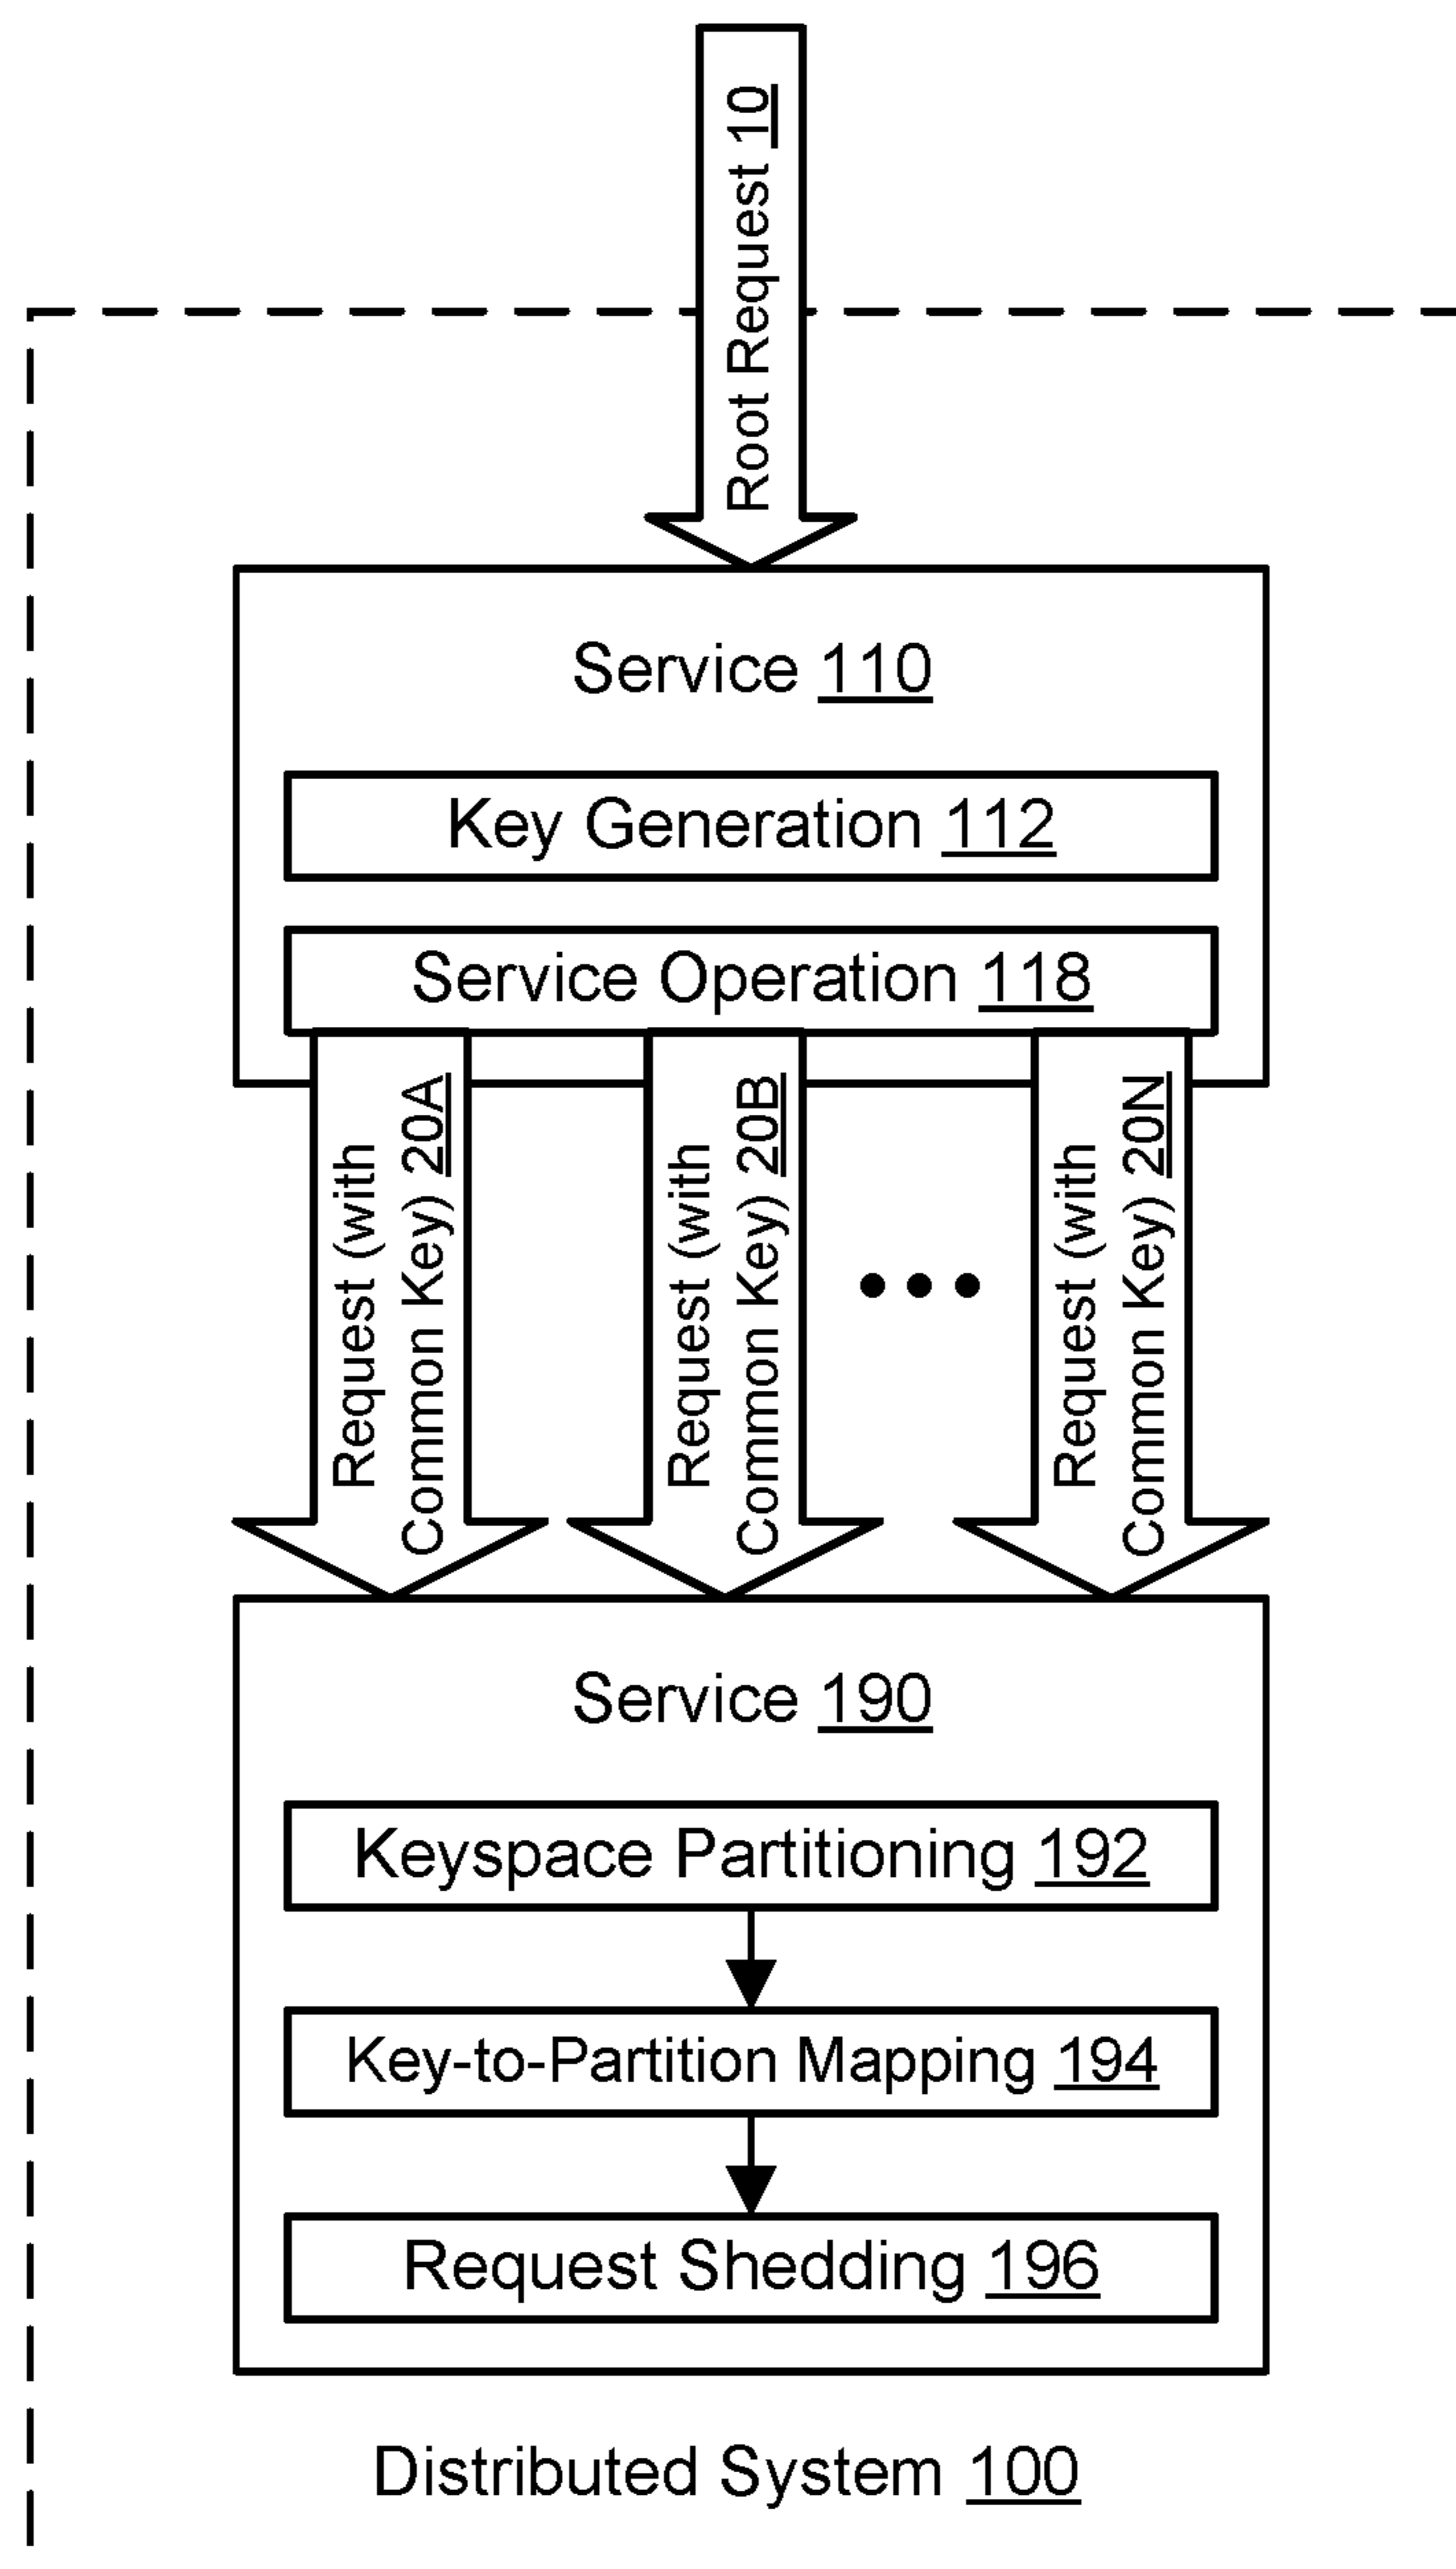 Root Request 10
Service 110
Key Generation 112
Service Operation 118
Request (with
Common Key) 20A
Request (with
Common Key) 20B
Request (with
Common Key) 20N
Service 190
Keyspace Partitioning 192
Key-to-Partition Mapping 194
Request Shedding 196
Distributed System 100